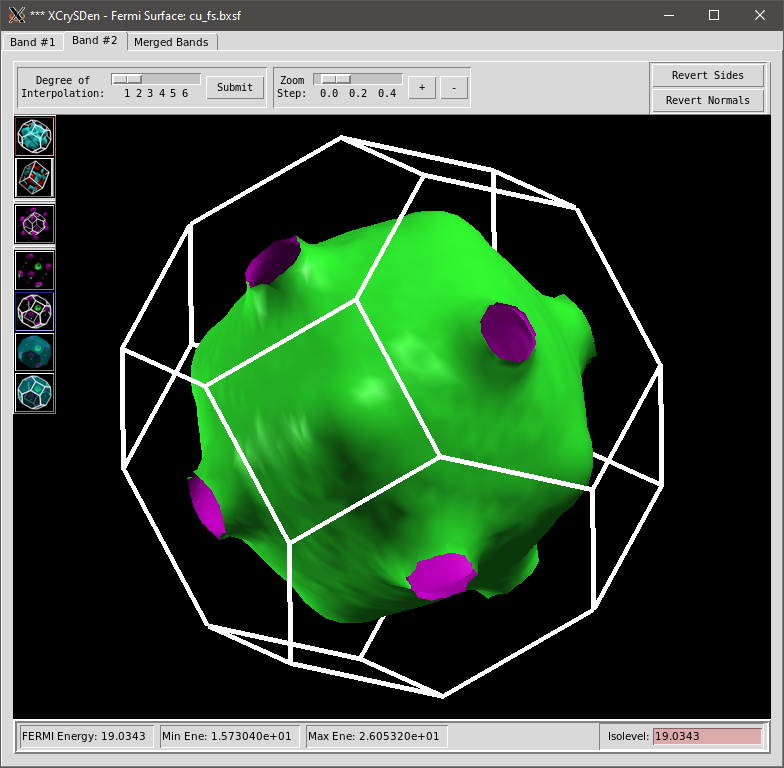 *** XCrySDen - Fermi Surface: cu_fs.bxsf
Band #1 Band #2 Merged Bands
Degree of Interpolation: 1 2 3 4 5 6 Submit
Zoom Step: 0.0 0.2 0.4 + -
Revert Sides
Revert Normals
FERMI Energy: 19.0343 Min Ene: 1.573040e+01 Max Ene: 2.605320e+01 Isolevel: 19.0343